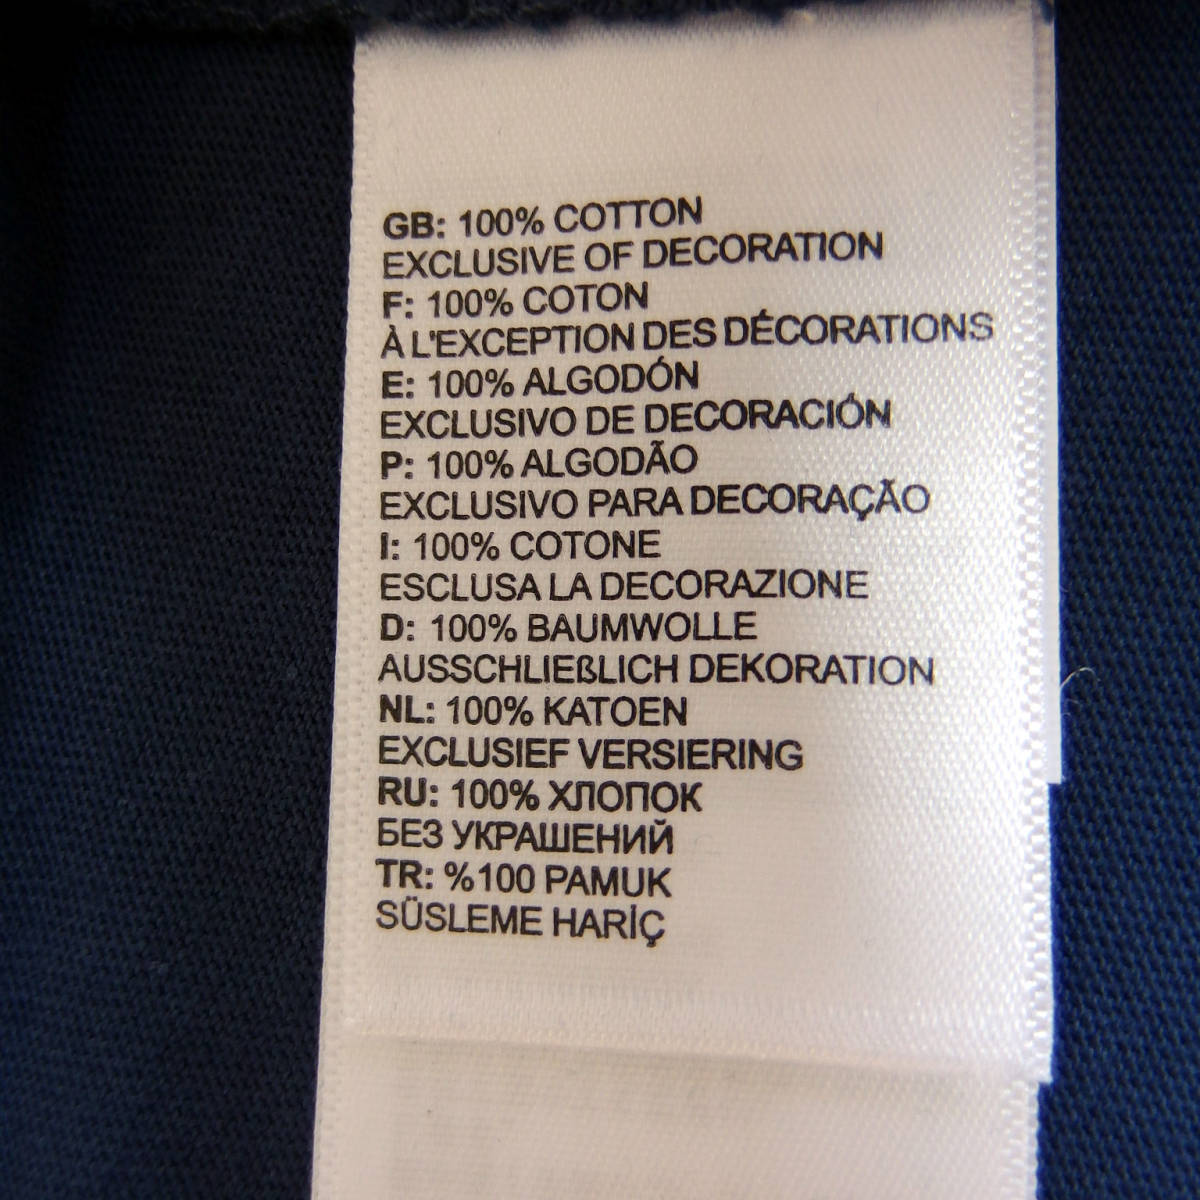 GB: 100% COTTON
EXCLUSIVE OF DECORATION
F: 100% COTON
À L'EXCEPTION DES DÉCORATIONS
E: 100% ALGODÓN
EXCLUSIVO DE DECORACIÓN
P: 100% ALGODÃO
EXCLUSIVO PARA DECORAÇÃO
I: 100% COTONE
ESCLUSA LA DECORAZIONE
D: 100% BAUMWOLLE
AUSSCHLIEßLICH DEKORATION
NL: 100% KATOEN
EXCLUSIEF VERSIERING
RU: 100% ХЛОПОК
БЕЗ УКРАШЕНИЙ
TR: %100 PAMUK
SÜSLEME HARİÇ